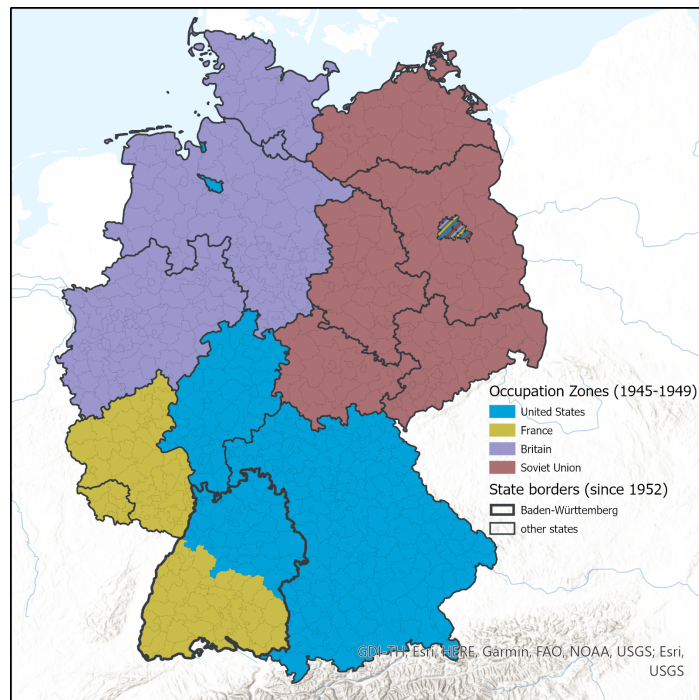 Occupation Zones (1945-1949)
United States
France
Britain
Soviet Union
State borders (since 1952)
Baden-Württemberg
other states
GDI-TH, Esri, HERE, Garmin, FAO, NOAA, USGS; Esri,
USGS